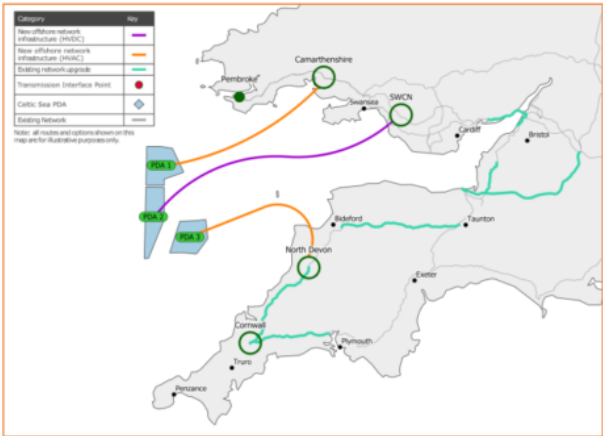 Category Key
New offshore network
infrastructure (HVDC)
New offshore network
infrastructure (HVAC)
Existing network upgrade
Transmission Interface Point
Celtic Sea PDA
Existing Network
Note: all routes and options shown on this
map are for illustrative purposes only.
Camarthenshire
Pembroke
Swansea
SWCN
Cardiff
Bristol
PDA 1
PDA 2
PDA 3
Bideford
Taunton
North Devon
Exeter
Cornwall
Plymouth
Truro
Penzance